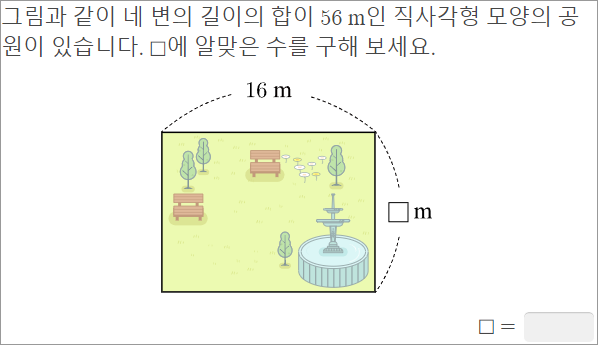 그림과 같이 네 변의 길이의 합이 56 m인 직사각형 모양의 공
원이 있습니다. □에 알맞은 수를 구해 보세요.
16 m
□ m
□ =